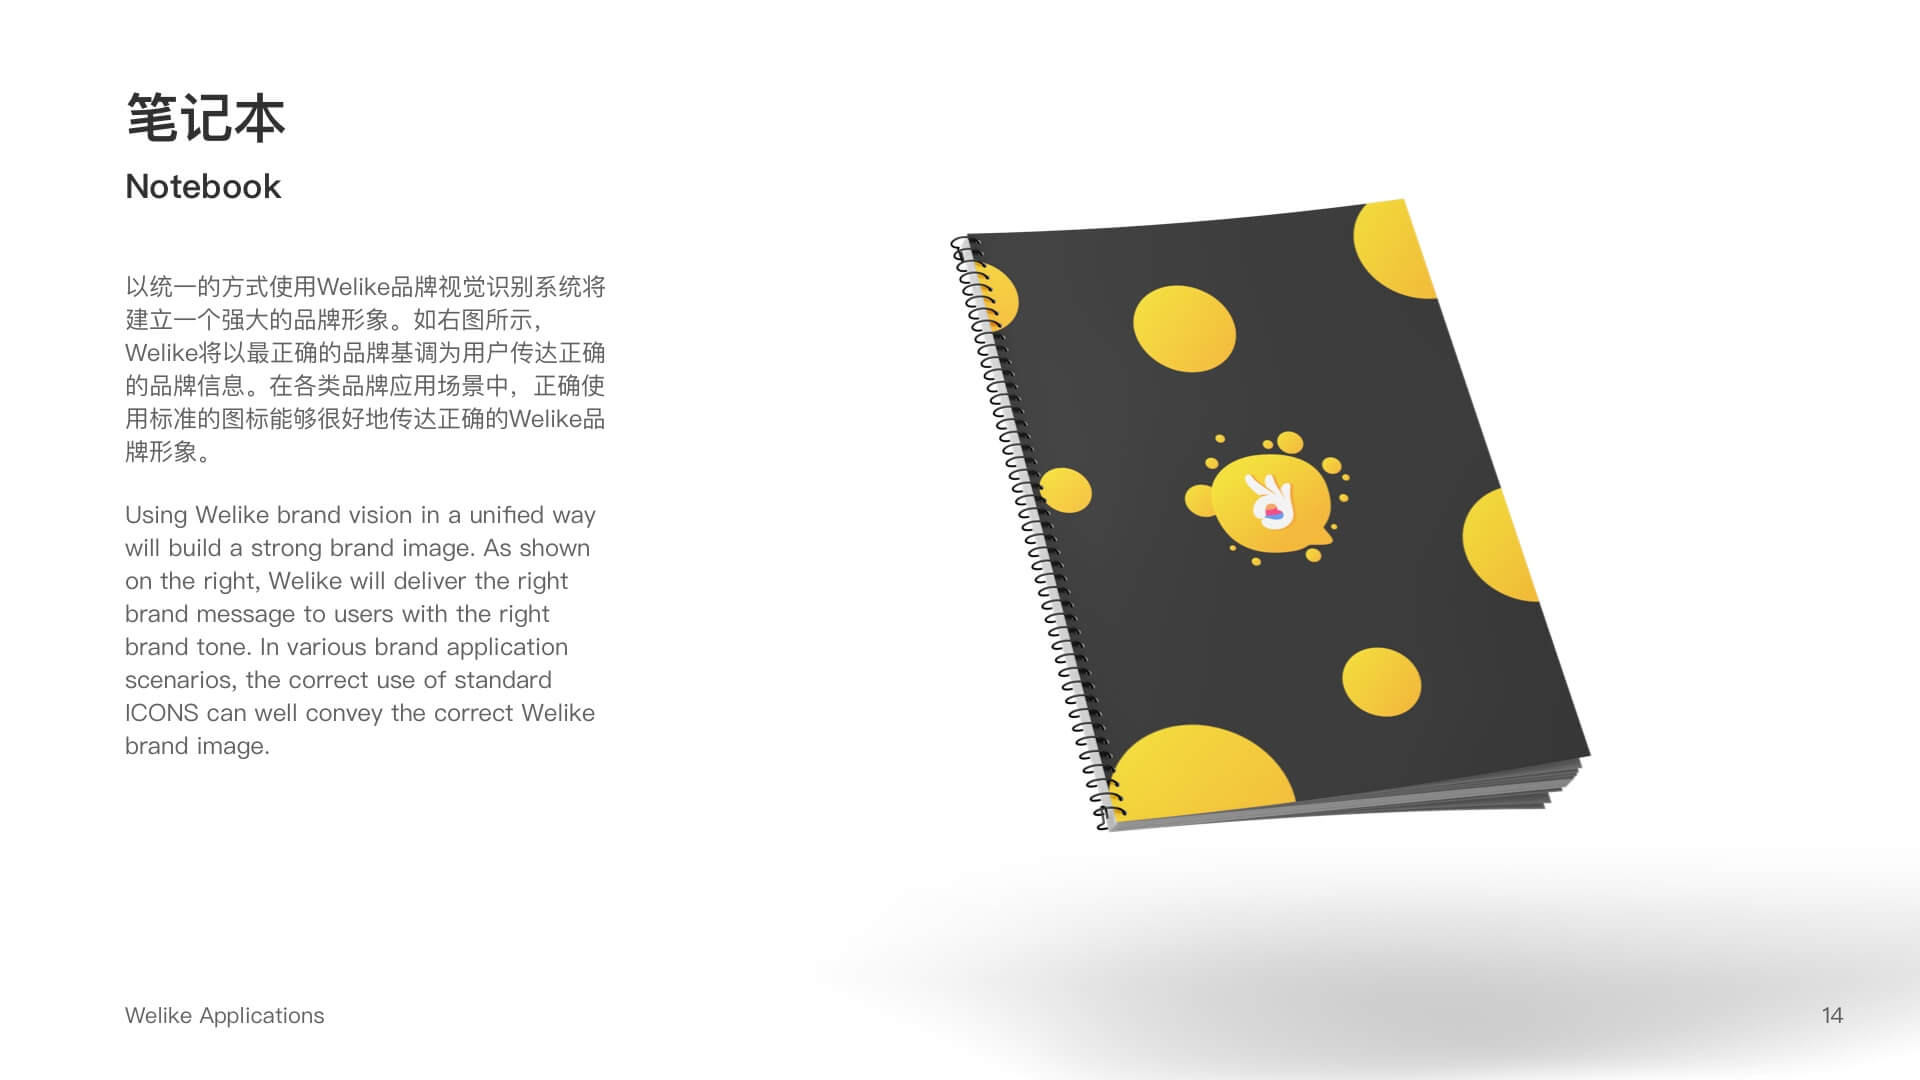 笔记本
Notebook
以统一的方式使用Welike品牌视觉识别系统将
建立一个强大的品牌形象。如右图所示，
Welike将以最正确的品牌基调为用户传达正确
的品牌信息。在各类品牌应用场景中，正确使
用标准的图标能够很好地传达正确的Welike品
牌形象。
Using Welike brand vision in a unified way
will build a strong brand image. As shown
on the right, Welike will deliver the right
brand message to users with the right
brand tone. In various brand application
scenarios, the correct use of standard
ICONS can well convey the correct Welike
brand image.
Welike Applications
14